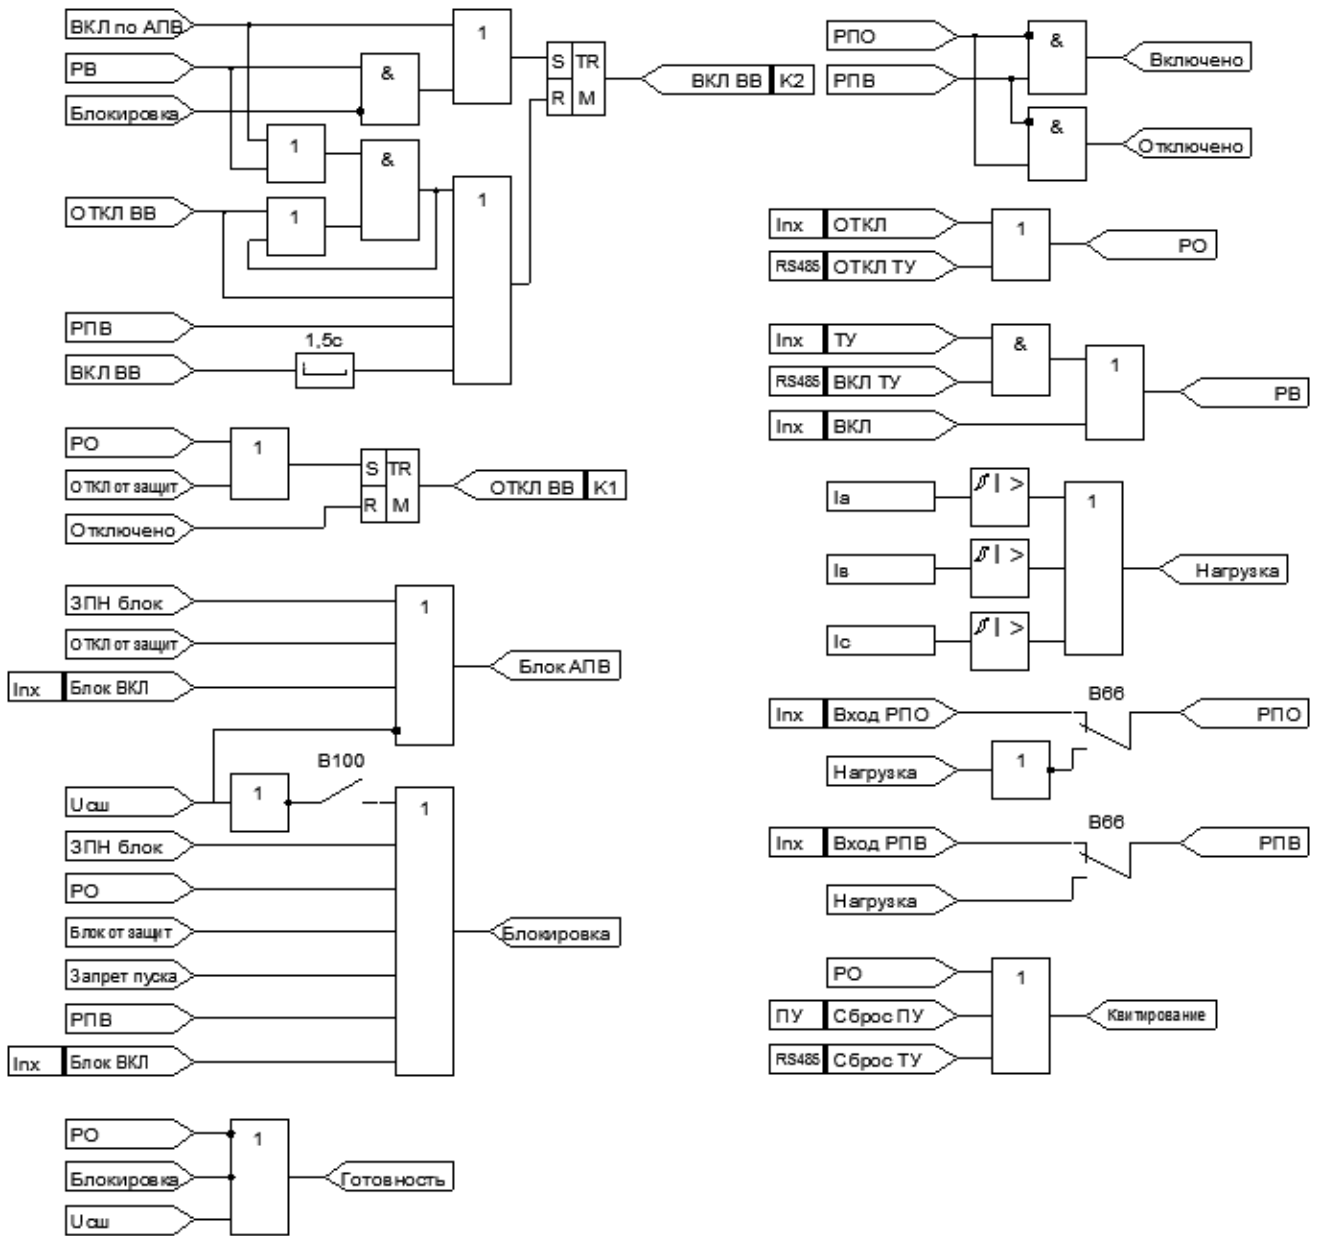 ВКЛ по АПВ
РВ
Блокировка
ОТКЛ ВВ
РПВ
ВКЛ ВВ
1
&
1
&
1
1
1,5с
S TR
R M
ВКЛ ВВ K2
РО
ОТКЛ от защит
Отключено
1
S TR
R M
ОТКЛ ВВ K1
ЗПН блок
ОТКЛ от защит
Inx Блок ВКЛ
1
Блок АПВ
Uсш
1
В100
ЗПН блок
РО
Блок от защит
Запрет пуска
РПВ
Inx Блок ВКЛ
1
Блокировка
РО
Блокировка
Uсш
1
Готовность
РПО
РПВ
&
Включено
&
Отключено
Inx ОТКЛ
RS485 ОТКЛ ТУ
1
РО
Inx ТУ
RS485 ВКЛ ТУ
Inx ВКЛ
&
1
РВ
Iа
Iв
Iс
| >
| >
| >
1
Нагрузка
Inx Вход РПО
Нагрузка
1
В66
РПО
Inx Вход РПВ
Нагрузка
В66
РПВ
РО
ПУ Сброс ПУ
RS485 Сброс ТУ
1
Квитирование